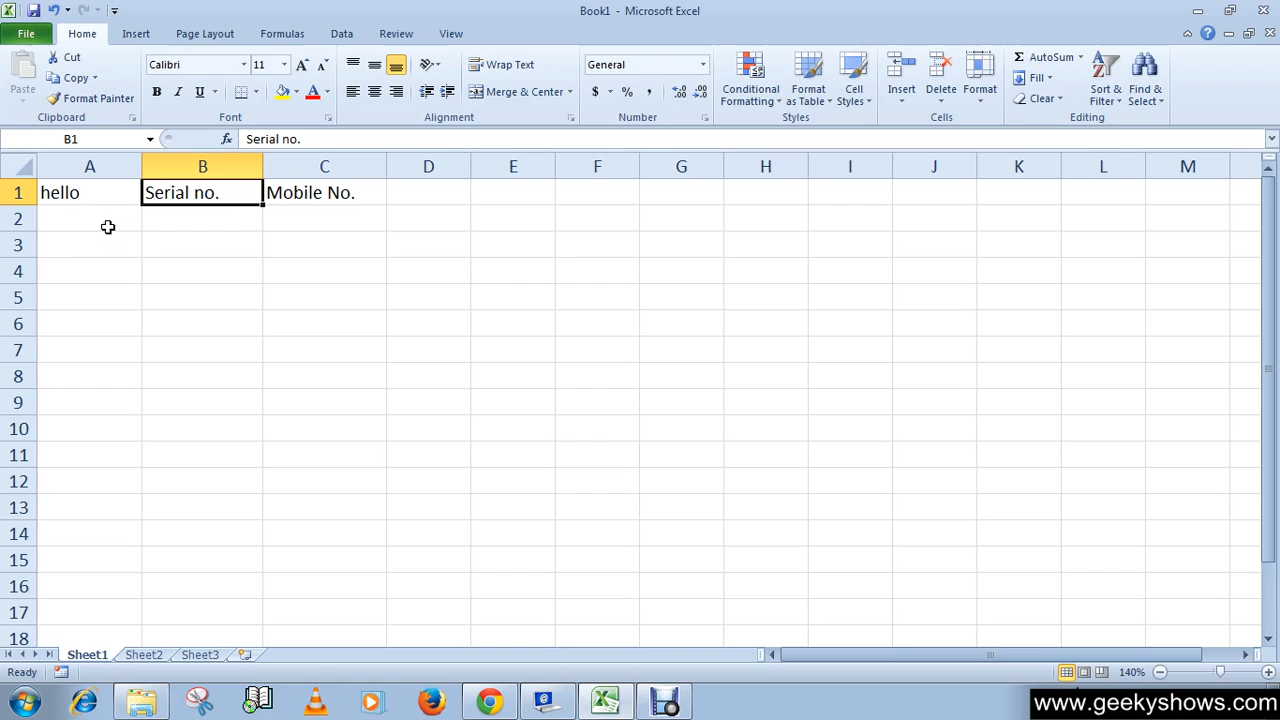 Book1 - Microsoft Excel
File Home Insert Page Layout Formulas Data Review View
Paste
Cut
Copy
Format Painter
Clipboard
Calibri 11
B I U A
Font
Wrap Text
Merge & Center
Alignment
General
$ % ,
Number
Conditional Formatting
Format as Table
Cell Styles
Styles
Insert
Delete
Format
Cells
Σ AutoSum
Fill
Clear
Sort & Filter
Find & Select
Editing
B1 fx Serial no.
A B C D E F G H I J K L M
1 hello Serial no. Mobile No.
2
3
4
5
6
7
8
9
10
11
12
13
14
15
16
17
18
Sheet1 Sheet2 Sheet3
Ready 140%
www.geekyshows.com